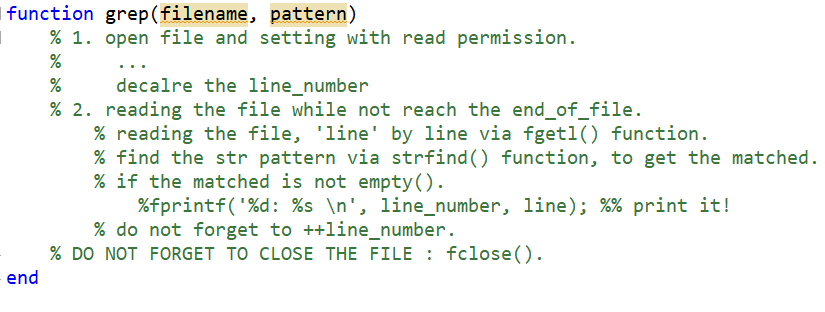 function grep(filename, pattern)
% 1. open file and setting with read permission.
% ...
% decalre the line_number
% 2. reading the file while not reach the end_of_file.
% reading the file, 'line' by line via fgetl() function.
% find the str pattern via strfind() function, to get the matched.
% if the matched is not empty().
%fprintf('%d: %s \n', line_number, line); %% print it!
% do not forget to ++line_number.
% DO NOT FORGET TO CLOSE THE FILE : fclose().
end